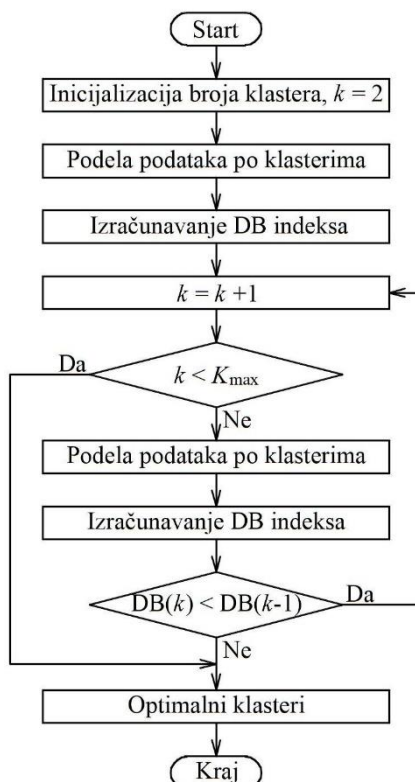 Start
Inicijalizacija broja klastera, k = 2
Podela podataka po klasterima
Izračunavanje DB indeksa
k = k +1
Da
k < Kmax
Ne
Podela podataka po klasterima
Izračunavanje DB indeksa
DB(k) < DB(k-1)
Da
Ne
Optimalni klasteri
Kraj